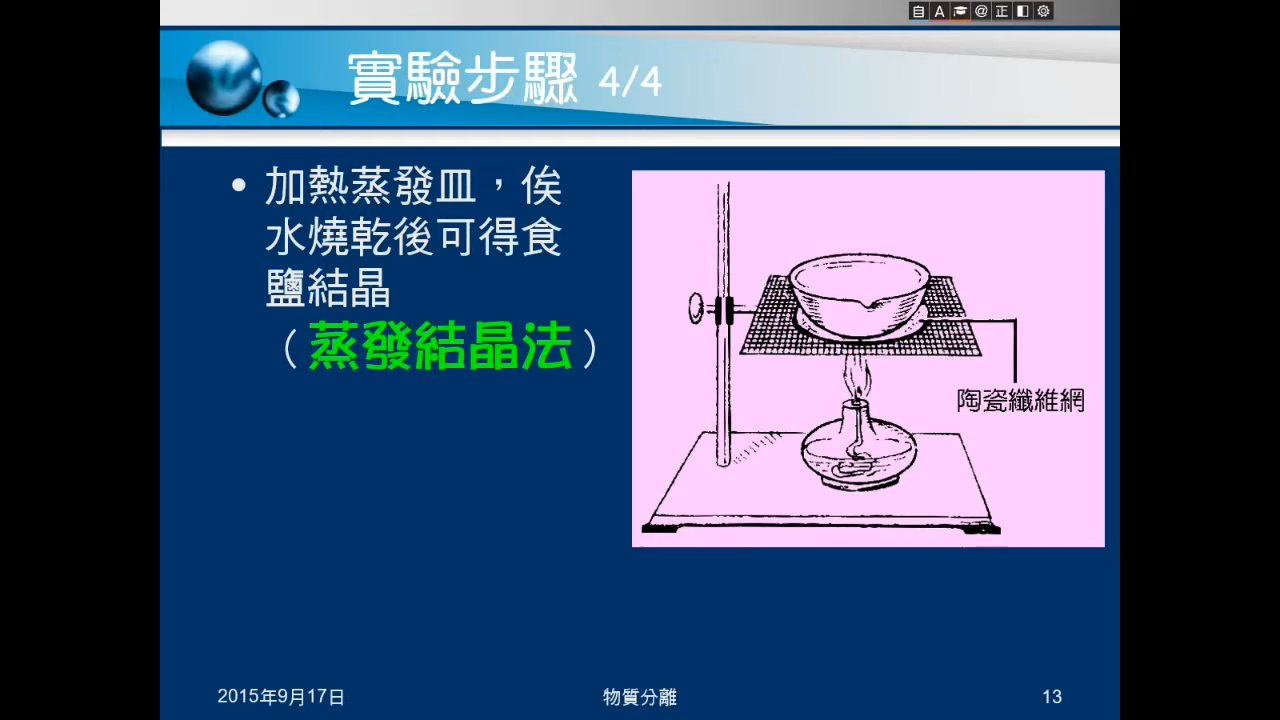 自 A @ 正
實驗步驟 4/4
• 加熱蒸發皿，俟
水燒乾後可得食
鹽結晶
（蒸發結晶法）
陶瓷纖維網
2015年9月17日
物質分離
13